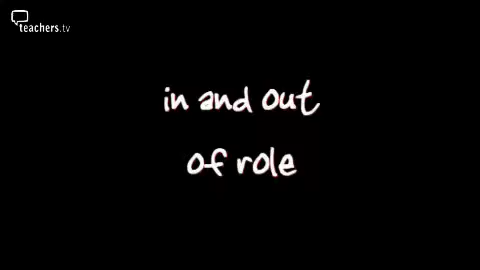 teachers.tv
in and out
of role